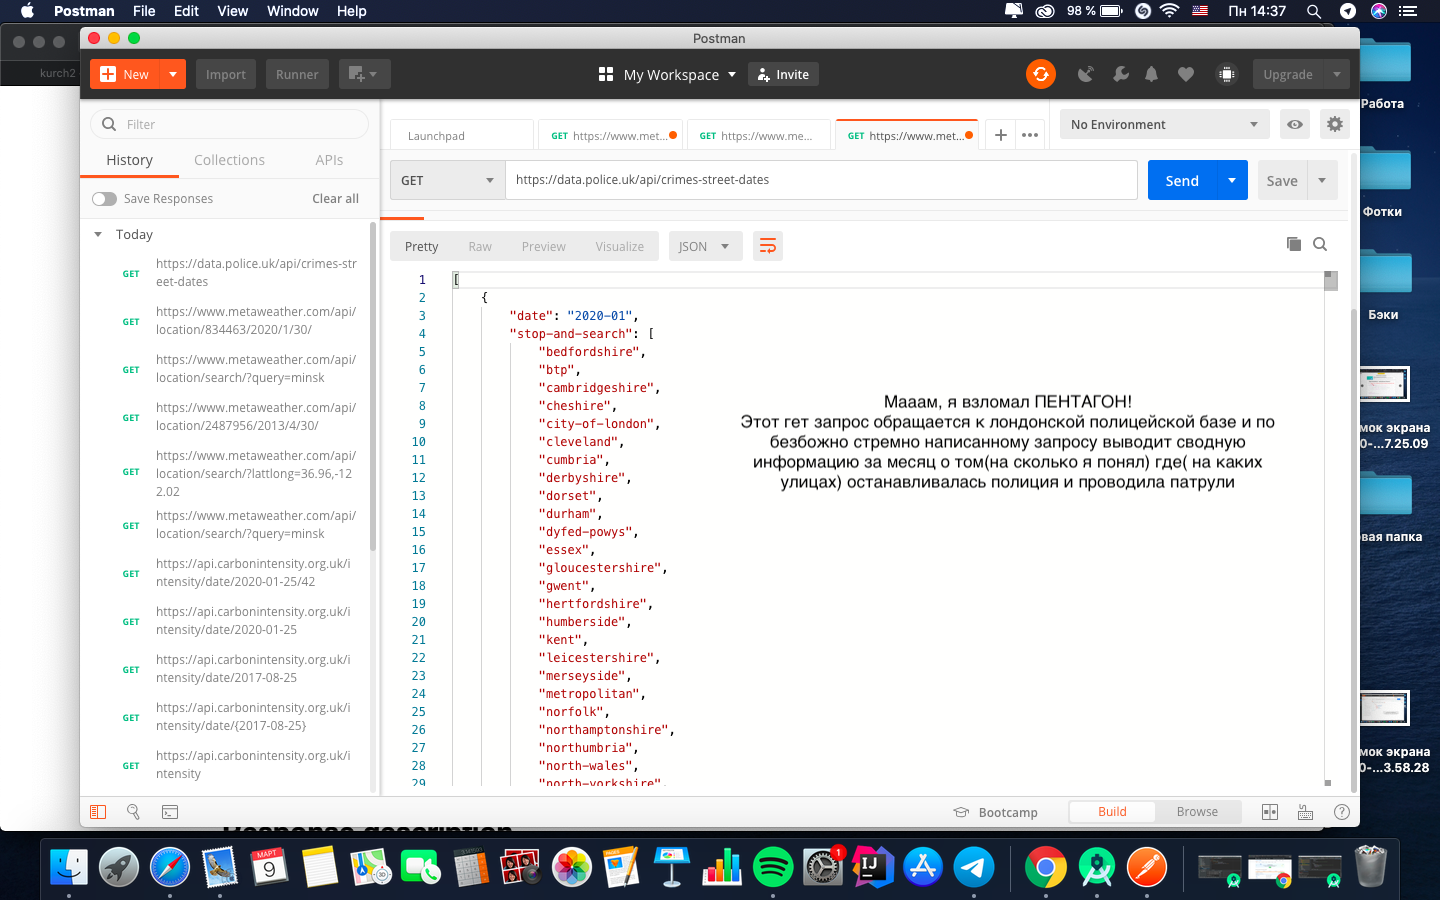 Postman
File
Edit
View
Window
Help
98 %
Пн 14:37
kurch2
Postman
New
Import
Runner
My Workspace
Invite
Upgrade
Filter
History
Collections
APIs
Save Responses
Clear all
Today
GET
https://data.police.uk/api/crimes-str
eet-dates
GET
https://www.metaweather.com/api/
location/834463/2020/1/30/
GET
https://www.metaweather.com/api/
location/search/?query=minsk
GET
https://www.metaweather.com/api/
location/2487956/2013/4/30/
GET
https://www.metaweather.com/api/
location/search/?lattlong=36.96,-12
2.02
GET
https://www.metaweather.com/api/
location/search/?query=minsk
GET
https://api.carbonintensity.org.uk/i
ntensity/date/2020-01-25/42
GET
https://api.carbonintensity.org.uk/i
ntensity/date/2020-01-25
GET
https://api.carbonintensity.org.uk/i
ntensity/date/2017-08-25
GET
https://api.carbonintensity.org.uk/i
ntensity/date/{2017-08-25}
GET
https://api.carbonintensity.org.uk/i
ntensity
Launchpad
GET https://www.met...
GET https://www.me...
GET https://www.met...
No Environment
GET
https://data.police.uk/api/crimes-street-dates
Send
Save
Pretty
Raw
Preview
Visualize
JSON
1 [
2 {
3 "date": "2020-01",
4 "stop-and-search": [
5 "bedfordshire",
6 "btp",
7 "cambridgeshire",
8 "cheshire",
9 "city-of-london",
10 "cleveland",
11 "cumbria",
12 "derbyshire",
13 "dorset",
14 "durham",
15 "dyfed-powys",
16 "essex",
17 "gloucestershire",
18 "gwent",
19 "hertfordshire",
20 "humberside",
21 "kent",
22 "leicestershire",
23 "merseyside",
24 "metropolitan",
25 "norfolk",
26 "northamptonshire",
27 "northumbria",
28 "north-wales",
29 "north-yorkshire",
Мааам, я взломал ПЕНТАГОН!
Этот гет запрос обращается к лондонской полицейской базе и по
безбожно стремно написанному запросу выводит сводную
информацию за месяц о том(на сколько я понял) где( на каких
улицах) останавливалась полиция и проводила патрули
Bootcamp
Build
Browse
Response description
Работа
Фотки
Бэки
мок экрана
0-...7.25.09
овая папка
мок экрана
0-...3.58.28
МАРТ
9
1